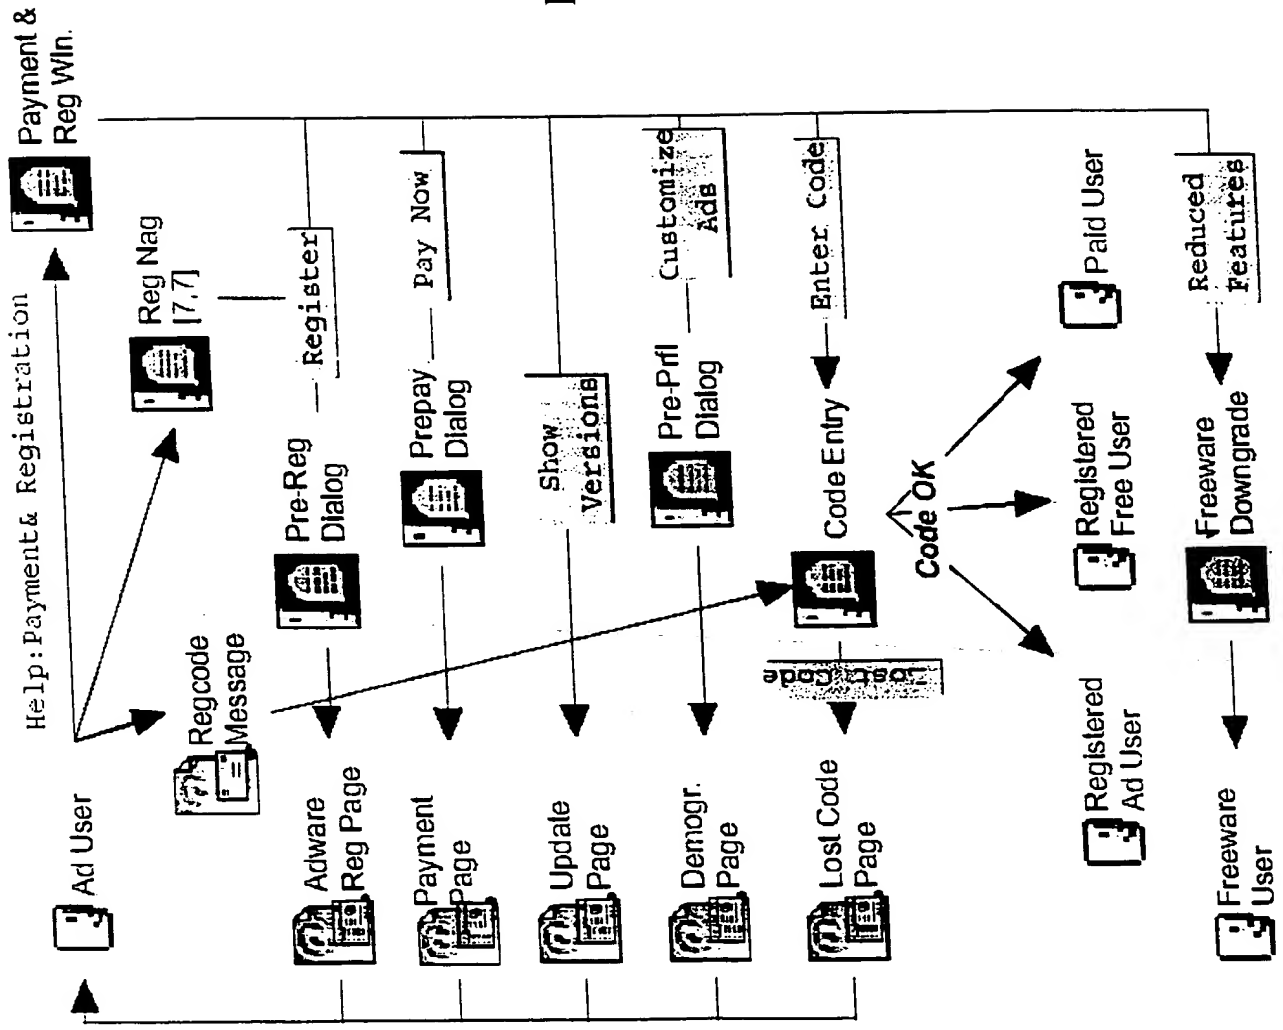 Payment &
Reg Win.
Help:Payment& Registration
Reg Nag
[7,7]
Ad User
Regcode
Message
Register
Pre-Reg
Dialog
Adware
Reg Page
Pay Now
Prepay
Dialog
Payment
Page
Show
Versions
Update
Page
Customize
Ads
Pre-Prfl
Dialog
Demogr.
Page
Enter Code
Code Entry
Lost Code
Lost Code
Page
Code OK
Paid User
Registered
Free User
Registered
Ad User
Reduced
Features
Freeware
Downgrade
Freeware
User